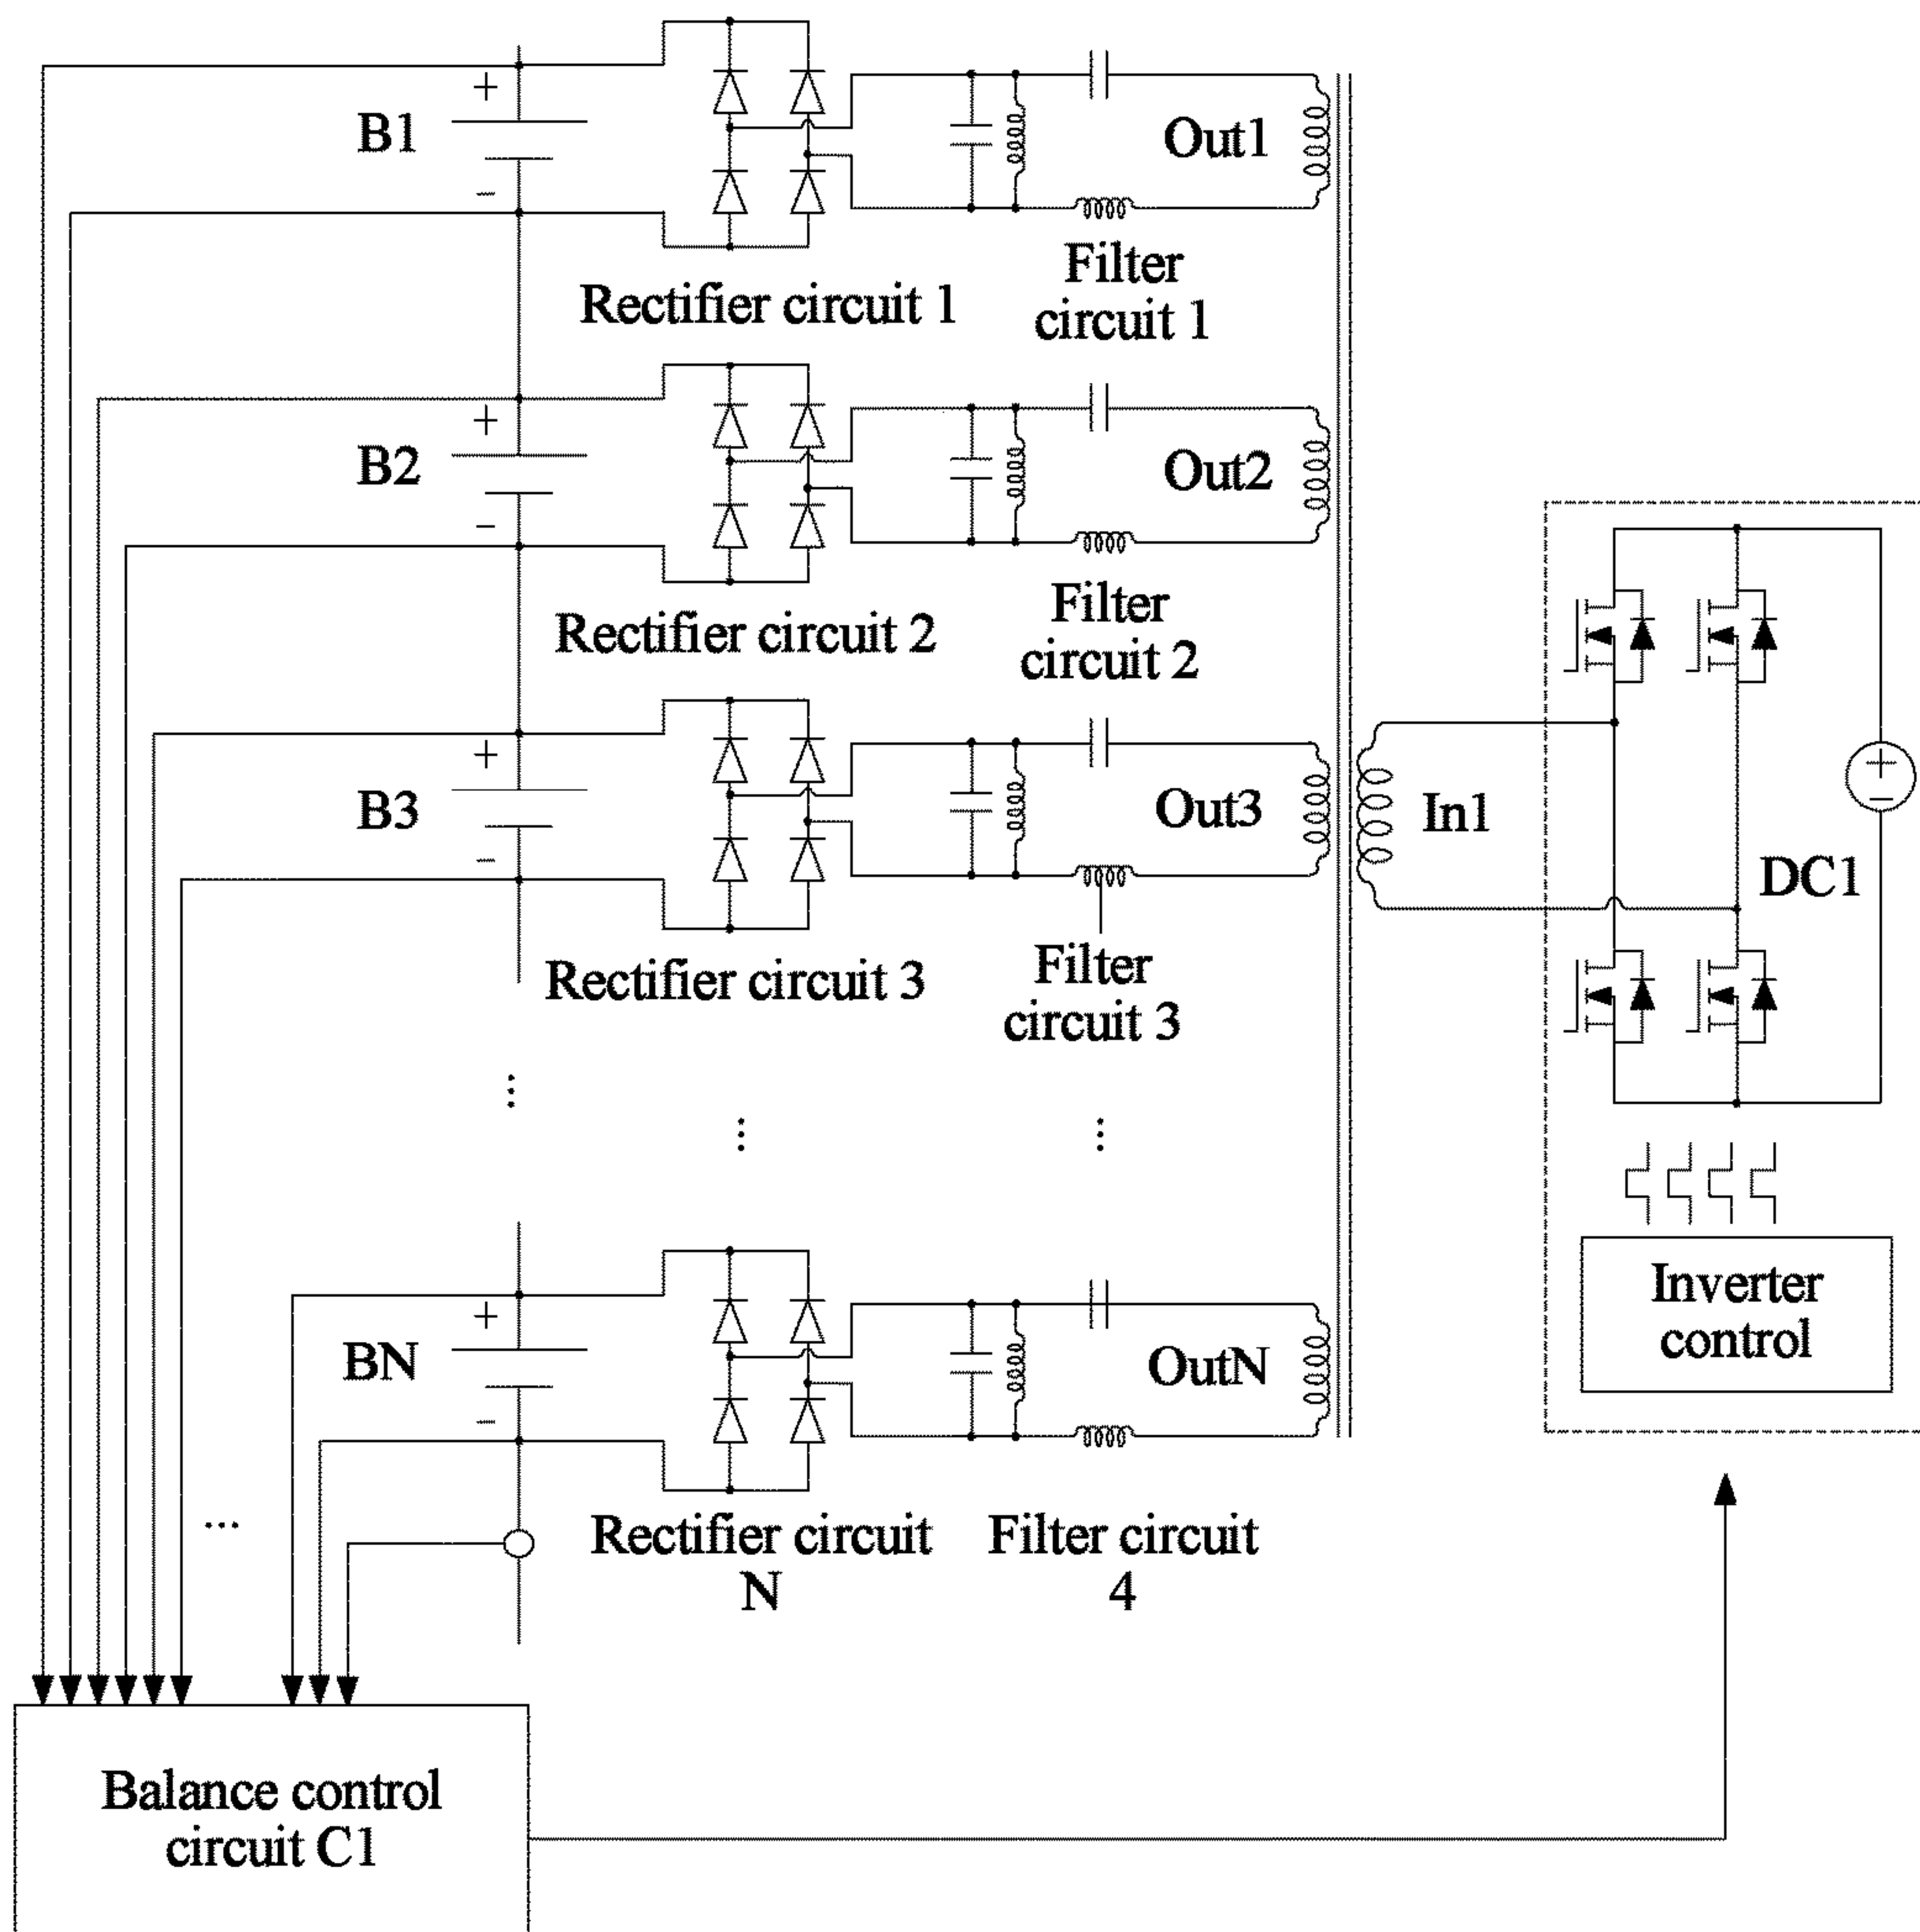 B1
Out1
Filter
circuit 1
Rectifier circuit 1
B2
Out2
Filter
circuit 2
Rectifier circuit 2
B3
Out3
In1
DC1
Filter
circuit 3
Rectifier circuit 3
...
...
...
Inverter
control
BN
OutN
...
Rectifier circuit
N
Filter circuit
4
Balance control
circuit C1